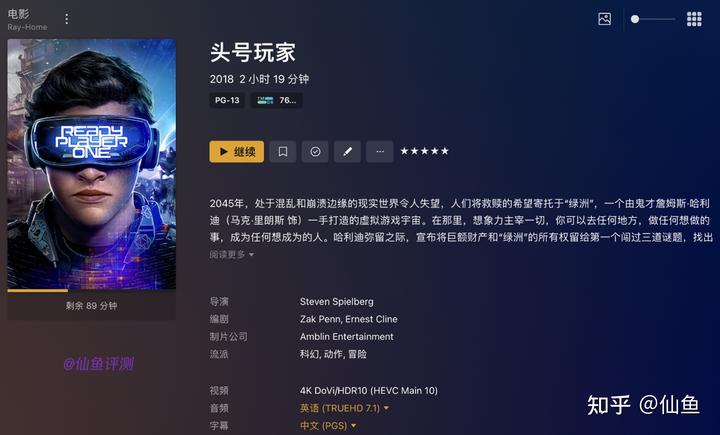 电影
Ray-Home
READY
PLAYER
ONE
剩余 89 分钟
@仙鱼评测
头号玩家
2018 2 小时 19 分钟
PG-13
76...
继续
2045年，处于混乱和崩溃边缘的现实世界令人失望，人们将救赎的希望寄托于“绿洲”，一个由鬼才詹姆斯·哈利
迪（马克·里朗斯 饰）一手打造的虚拟游戏宇宙。在那里，想象力主宰一切，你可以去任何地方，做任何想做的
事，成为任何想成为的人。哈利迪弥留之际，宣布将巨额财产和“绿洲”的所有权留给第一个闯过三道谜题，找出
阅读更多
导演 Steven Spielberg
编剧 Zak Penn, Ernest Cline
制片公司 Amblin Entertainment
流派 科幻, 动作, 冒险
视频 4K DoVi/HDR10 (HEVC Main 10)
音频 英语 (TRUEHD 7.1)
字幕 中文 (PGS)
知乎 @仙鱼